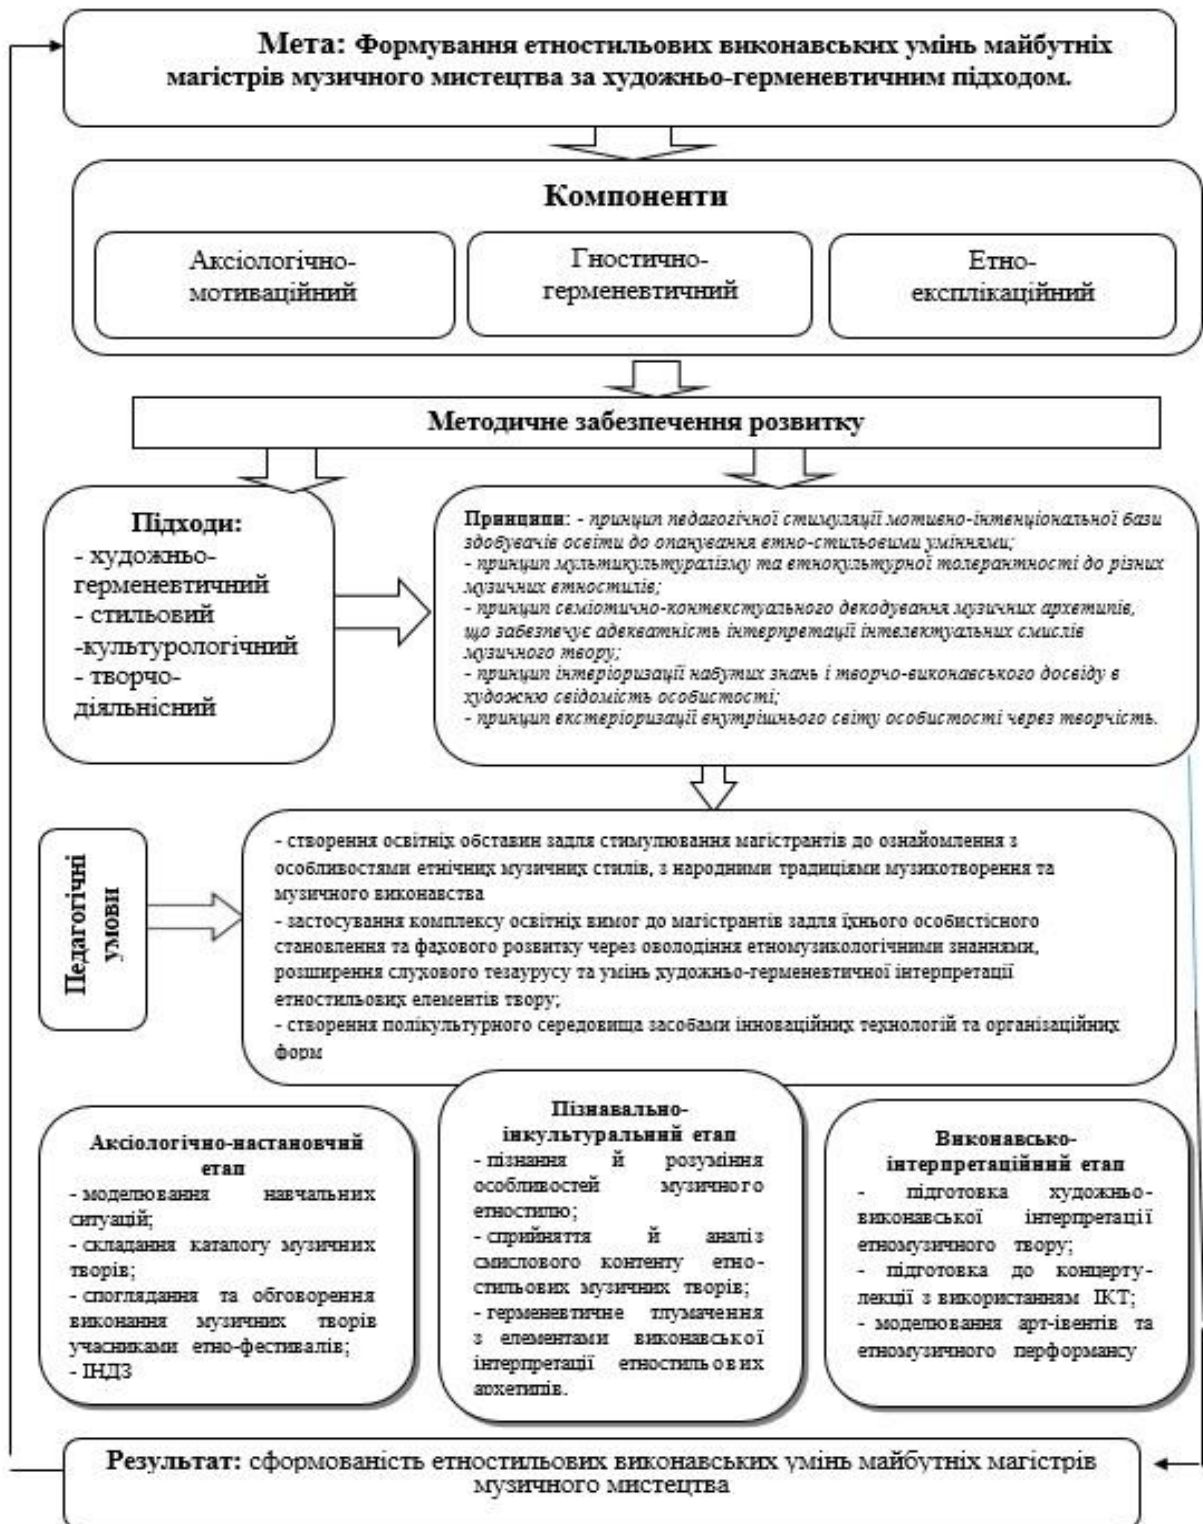 Мета: Формування етностильових виконавських умінь майбутніх
магістрів музичного мистецтва за художньо-герменевтичним підходом.
Компоненти
Аксіологічно-
мотиваційний
Гностично-
герменевтичний
Етно-
експлікаційний
Методичне забезпечення розвитку
Підходи:
- художньо-
герменевтичний
- стильовий
-культурологічний
- творчо-
діяльнісний
Принципи: - принцип педагогічної стимуляції мотивно-інтенціональної бази
здобувачів освіти до опанування етно-стильовими уміннями;
- принцип мультикультуралізму та етнокультурної толерантності до різних
музичних етностилів;
- принцип семіотично-контекстуального декодування музичних архетипів,
що забезпечує адекватність інтерпретації інтелектуальних смислів
музичного твору;
- принцип інтеріоризації набутих знань і творчо-виконавського досвіду в
художню свідомість особистості;
- принцип екстеріоризації внутрішнього світу особистості через творчість.
Педагогічні
умови
- створення освітніх обставин задля стимулювання магістрантів до ознайомлення з
особливостями етнічних музичних стилів, з народними традиціями музикотворення та
музичного виконавства
- застосування комплексу освітніх вимог до магістрантів задля їхнього особистісного
становлення та фахового розвитку через оволодіння етномузикологічними знаннями,
розширення слухового тезаурусу та умінь художньо-герменевтичної інтерпретації
етностильових елементів твору;
- створення полікультурного середовища засобами інноваційних технологій та організаційних
форм
Аксіологічно-настановчий
етап
- моделювання навчальних
ситуацій;
- складання каталогу музичних
творів;
- споглядання та обговорення
виконання музичних творів
учасниками етно-фестивалів;
- ІНДЗ
Пізнавально-
інкультуральний етап
- пізнання й розуміння
особливостей музичного
етностилю;
- сприйняття й аналіз
смислового контенту етно-
стильових музичних творів;
- герменевтичне тлумачення
з елементами виконавської
інтерпретації етностильових
архетипів.
Виконавсько-
інтерпретаційний етап
- підготовка художньо-
виконавської інтерпретації
етномузичного твору;
- підготовка до концерту-
лекції з використанням ІКТ;
- моделювання арт-івентів та
етномузичного перформансу
Результат: сформованість етностильових виконавських умінь майбутніх магістрів
музичного мистецтва